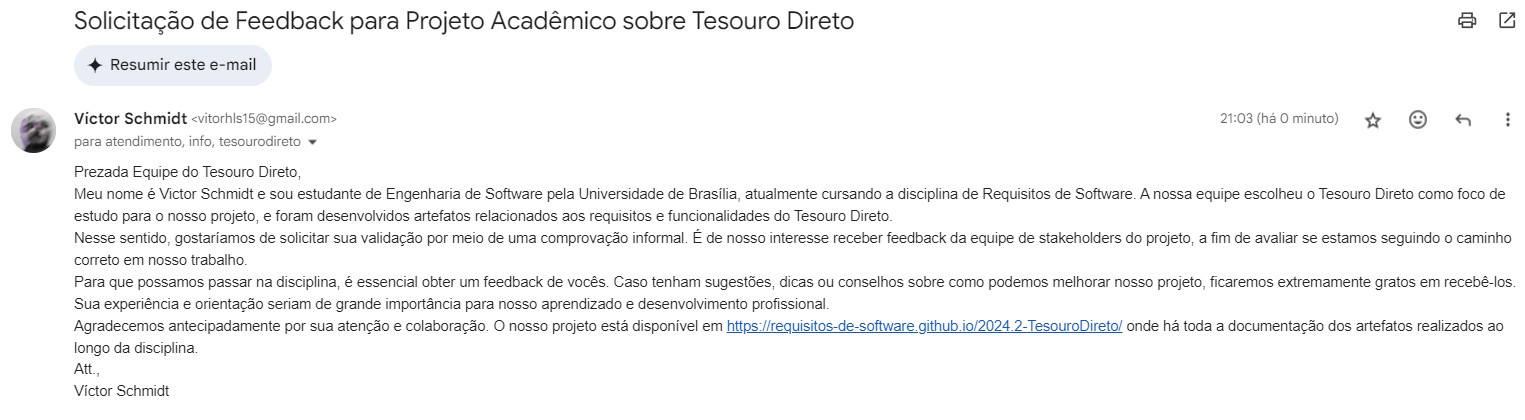 Solicitação de Feedback para Projeto Acadêmico sobre Tesouro Direto
Resumir este e-mail
Víctor Schmidt <vitorhls15@gmail.com>
21:03 (há 0 minuto)
para atendimento, info, tesourodireto
Prezada Equipe do Tesouro Direto,
Meu nome é Victor Schmidt e sou estudante de Engenharia de Software pela Universidade de Brasília, atualmente cursando a disciplina de Requisitos de Software. A nossa equipe escolheu o Tesouro Direto como foco de
estudo para o nosso projeto, e foram desenvolvidos artefatos relacionados aos requisitos e funcionalidades do Tesouro Direto.
Nesse sentido, gostaríamos de solicitar sua validação por meio de uma comprovação informal. É de nosso interesse receber feedback da equipe de stakeholders do projeto, a fim de avaliar se estamos seguindo o caminho
correto em nosso trabalho.
Para que possamos passar na disciplina, é essencial obter um feedback de vocês. Caso tenham sugestões, dicas ou conselhos sobre como podemos melhorar nosso projeto, ficaremos extremamente gratos em recebê-los.
Sua experiência e orientação seriam de grande importância para nosso aprendizado e desenvolvimento profissional.
Agradecemos antecipadamente por sua atenção e colaboração. O nosso projeto está disponível em https://requisitos-de-software.github.io/2024.2-TesouroDireto/ onde há toda a documentação dos artefatos realizados ao
longo da disciplina.
Att.,
Víctor Schmidt